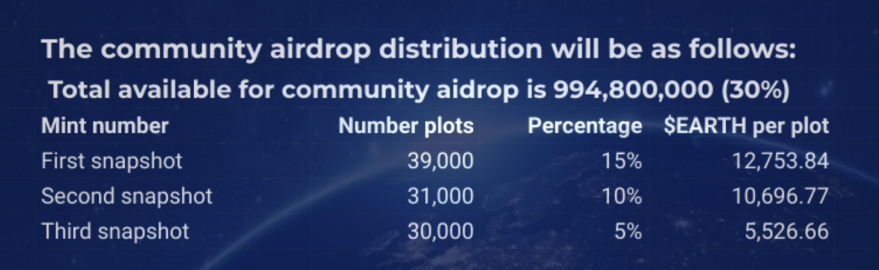 The community airdrop distribution will be as follows:
Total available for community aidrop is 994,800,000 (30%)
Mint number Number plots Percentage $EARTH per plot
First snapshot 39,000 15% 12,753.84
Second snapshot 31,000 10% 10,696.77
Third snapshot 30,000 5% 5,526.66